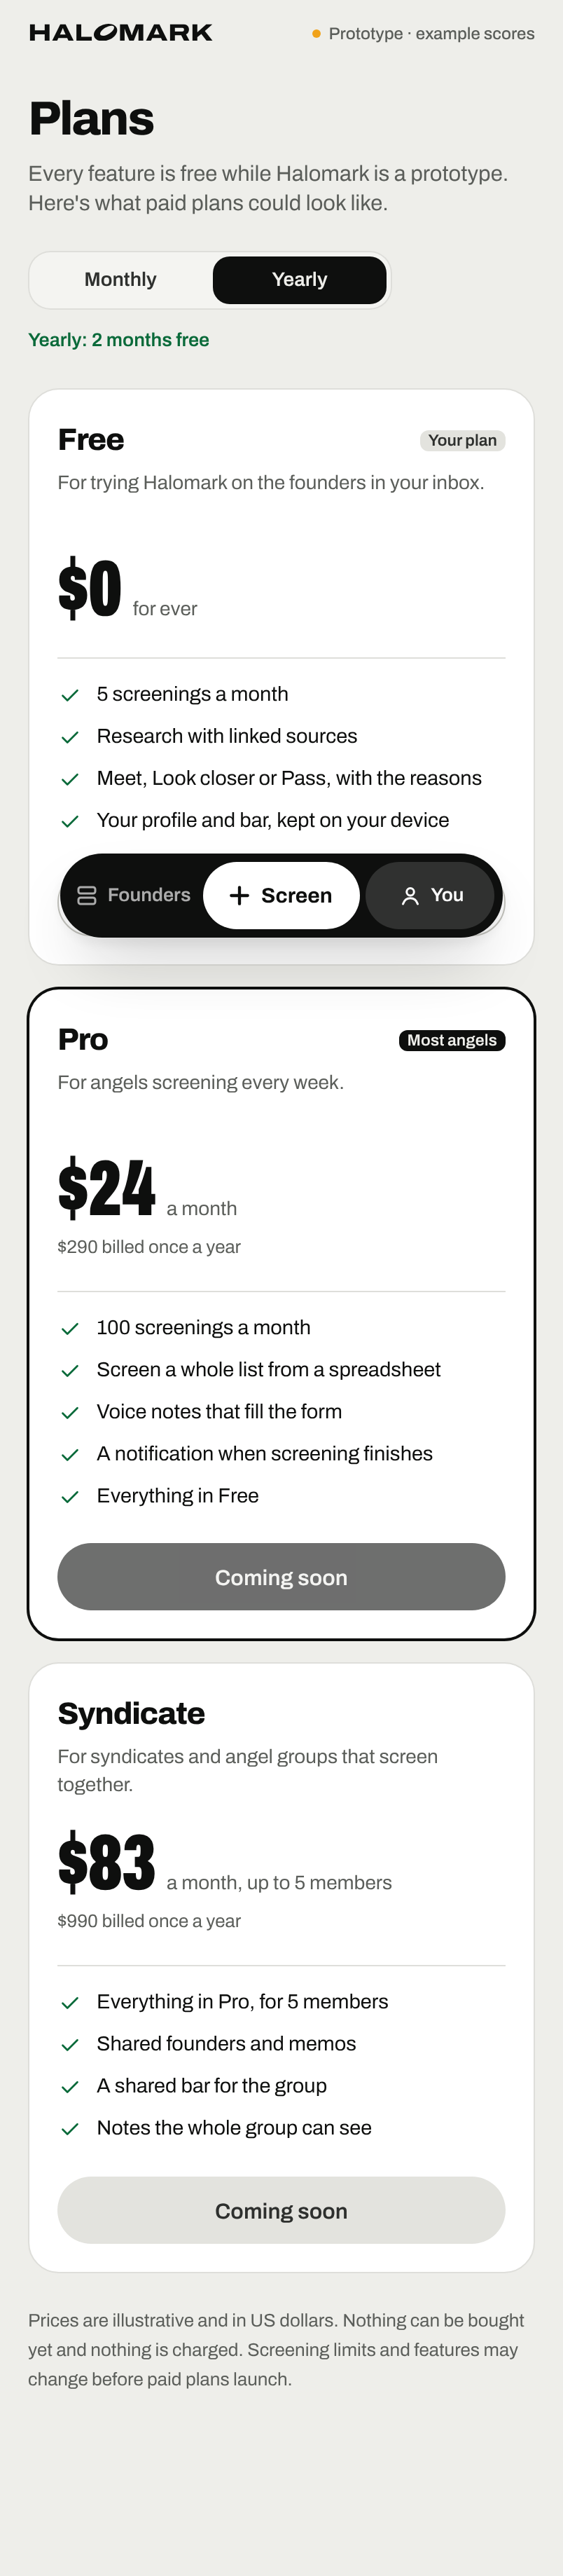 HALOMARK
Prototype · example scores
Plans
Every feature is free while Halomark is a prototype.
Here's what paid plans could look like.
Monthly
Yearly
Yearly: 2 months free
Free
Your plan
For trying Halomark on the founders in your inbox.
$0 for ever
5 screenings a month
Research with linked sources
Meet, Look closer or Pass, with the reasons
Your profile and bar, kept on your device
Founders
Screen
You
Pro
Most angels
For angels screening every week.
$24 a month
$290 billed once a year
100 screenings a month
Screen a whole list from a spreadsheet
Voice notes that fill the form
A notification when screening finishes
Everything in Free
Coming soon
Syndicate
For syndicates and angel groups that screen
together.
$83 a month, up to 5 members
$990 billed once a year
Everything in Pro, for 5 members
Shared founders and memos
A shared bar for the group
Notes the whole group can see
Coming soon
Prices are illustrative and in US dollars. Nothing can be bought
yet and nothing is charged. Screening limits and features may
change before paid plans launch.